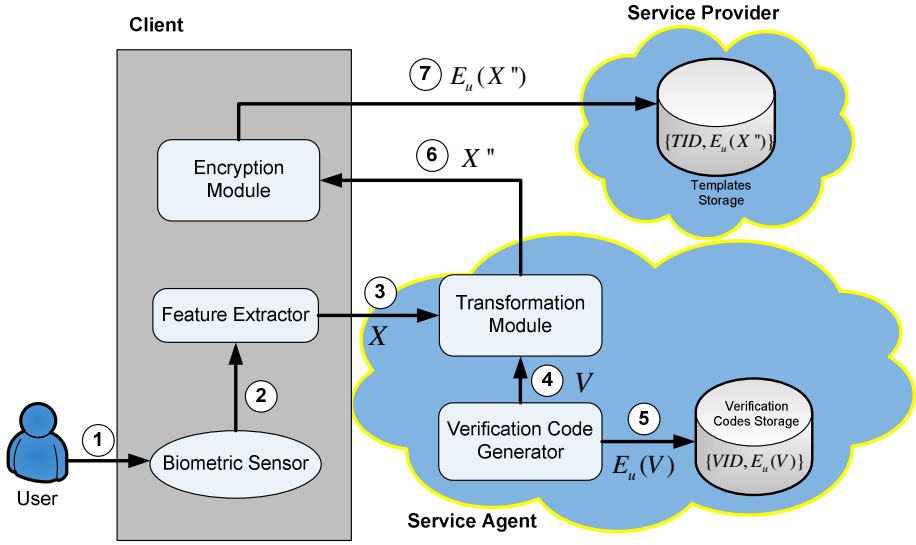 Client
Service Provider
7
E_u(X'')
{TID, E_u(X'')}
Templates
Storage
Encryption
Module
6
X''
Feature Extractor
3
X
Transformation
Module
2
4
V
1
Biometric Sensor
User
Verification Code
Generator
5
E_u(V)
Verification
Codes Storage
{VID, E_u(V)}
Service Agent